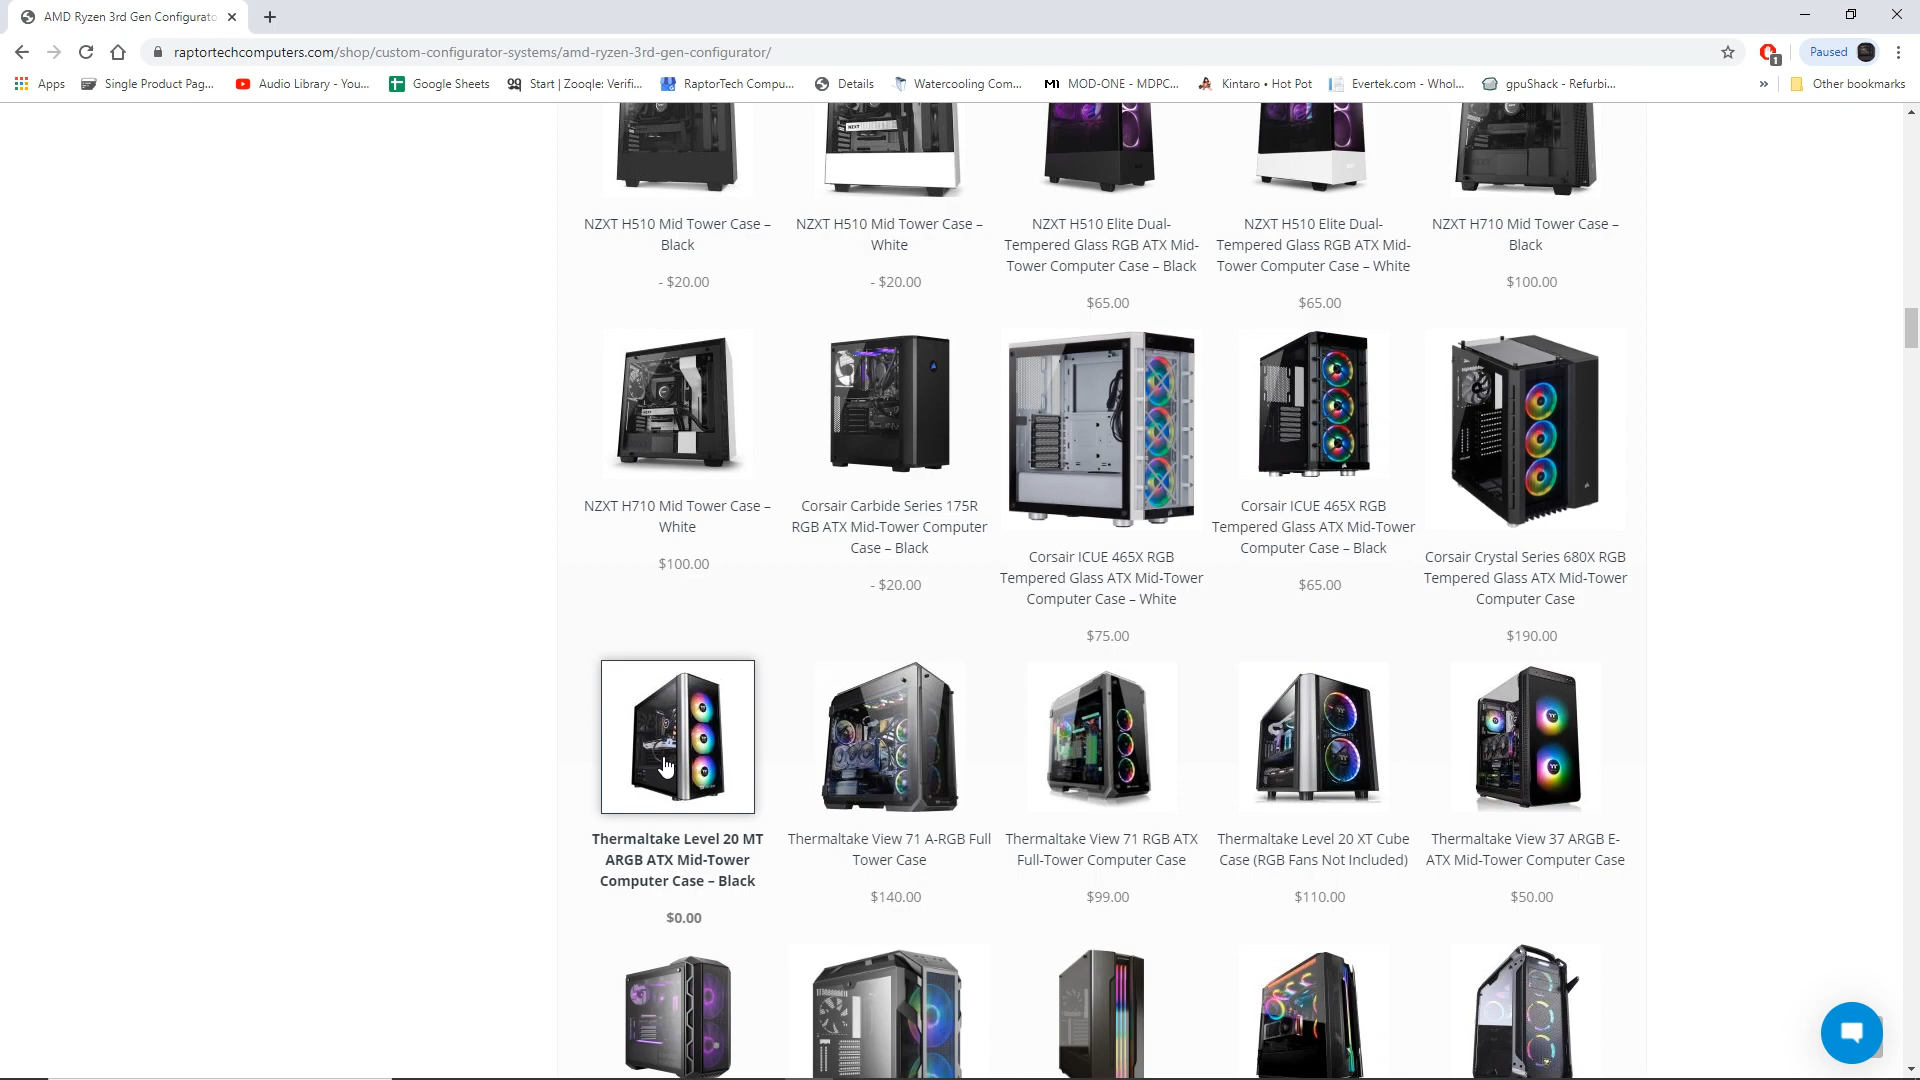 AMD Ryzen 3rd Gen Configurato
raptortechcomputers.com/shop/custom-configurator-systems/amd-ryzen-3rd-gen-configurator/
1
Paused
Apps
Single Product Pag...
Audio Library - You...
Google Sheets
Start | Zooqle: Verifi...
RaptorTech Compu...
Details
Watercooling Com...
MOD-ONE - MDPC...
Kintaro • Hot Pot
Evertek.com - Whol...
gpuShack - Refurbi...
»
Other bookmarks
NZXT H510 Mid Tower Case –
Black
- $20.00
NZXT H510 Mid Tower Case –
White
- $20.00
NZXT H510 Elite Dual-
Tempered Glass RGB ATX Mid-
Tower Computer Case – Black
$65.00
NZXT H510 Elite Dual-
Tempered Glass RGB ATX Mid-
Tower Computer Case – White
$65.00
NZXT H710 Mid Tower Case –
Black
$100.00
NZXT H710 Mid Tower Case –
White
$100.00
Corsair Carbide Series 175R
RGB ATX Mid-Tower Computer
Case – Black
- $20.00
Corsair ICUE 465X RGB
Tempered Glass ATX Mid-Tower
Computer Case – White
$75.00
Corsair ICUE 465X RGB
Tempered Glass ATX Mid-Tower
Computer Case – Black
$65.00
Corsair Crystal Series 680X RGB
Tempered Glass ATX Mid-Tower
Computer Case
$190.00
Thermaltake Level 20 MT
ARGB ATX Mid-Tower
Computer Case – Black
$0.00
Thermaltake View 71 A-RGB Full
Tower Case
$140.00
Thermaltake View 71 RGB ATX
Full-Tower Computer Case
$99.00
Thermaltake Level 20 XT Cube
Case (RGB Fans Not Included)
$110.00
Thermaltake View 37 ARGB E-
ATX Mid-Tower Computer Case
$50.00